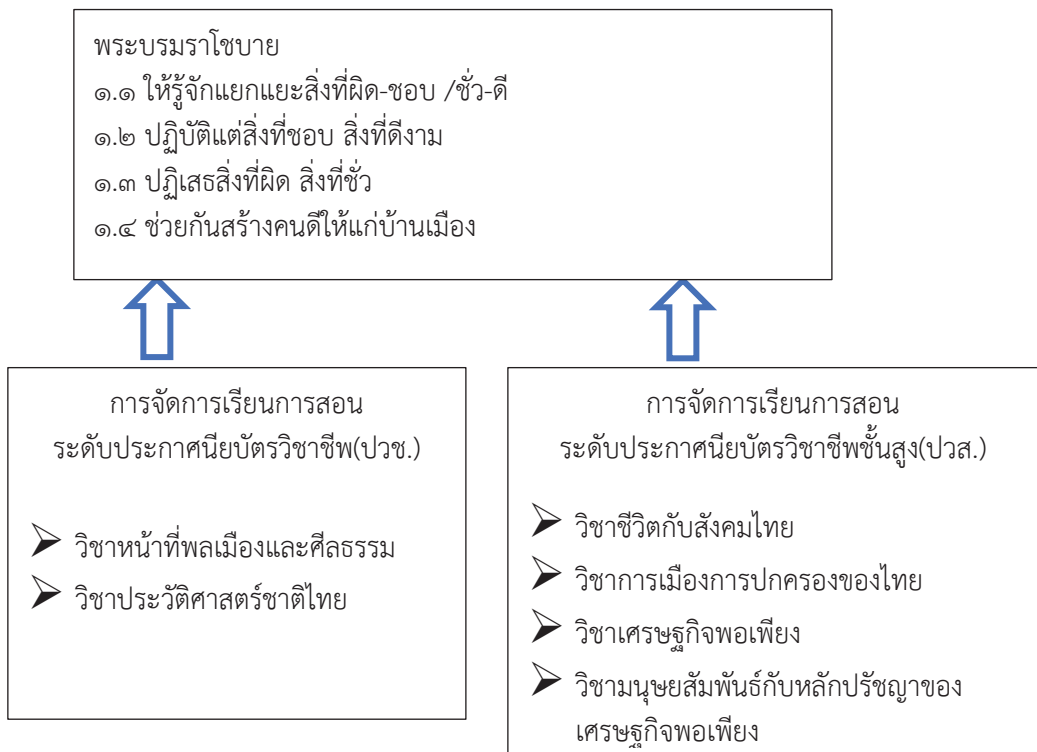 พระบรมราโชบาย
๑.๑ ให้รู้จักแยกแยะสิ่งที่ผิด-ชอบ /ชั่ว-ดี
๑.๒ ปฏิบัติแต่สิ่งที่ชอบ สิ่งที่ดีงาม
๑.๓ ปฏิเสธสิ่งที่ผิด สิ่งที่ชั่ว
๑.๔ ช่วยกันสร้างคนดีให้แก่บ้านเมือง
การจัดการเรียนการสอน
ระดับประกาศนียบัตรวิชาชีพ(ปวช.)
วิชาหน้าที่พลเมืองและศีลธรรม
วิชาประวัติศาสตร์ชาติไทย
การจัดการเรียนการสอน
ระดับประกาศนียบัตรวิชาชีพชั้นสูง(ปวส.)
วิชาชีวิตกับสังคมไทย
วิชาการเมืองการปกครองของไทย
วิชาเศรษฐกิจพอเพียง
วิชามนุษยสัมพันธ์กับหลักปรัชญาของ
เศรษฐกิจพอเพียง